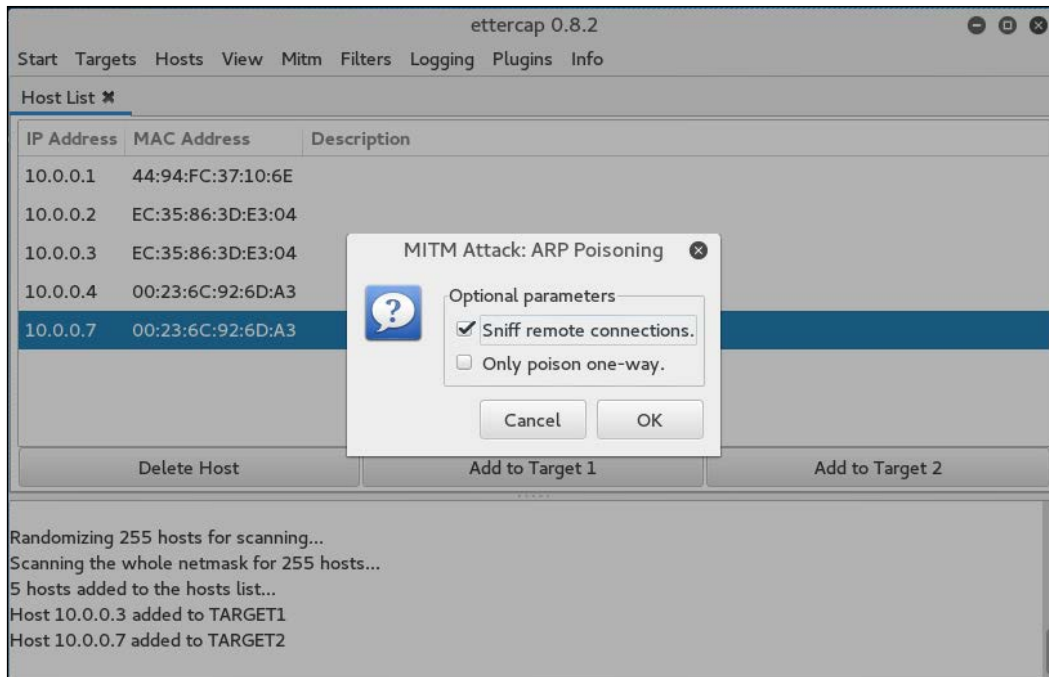 ettercap 0.8.2
Start Targets Hosts View Mitm Filters Logging Plugins Info
Host List
IP Address MAC Address Description
10.0.0.1 44:94:FC:37:10:6E
10.0.0.2 EC:35:86:3D:E3:04
10.0.0.3 EC:35:86:3D:E3:04
10.0.0.4 00:23:6C:92:6D:A3
10.0.0.7 00:23:6C:92:6D:A3
MITM Attack: ARP Poisoning
Optional parameters
Sniff remote connections.
Only poison one-way.
Cancel OK
Delete Host Add to Target 1 Add to Target 2
Randomizing 255 hosts for scanning...
Scanning the whole netmask for 255 hosts...
5 hosts added to the hosts list...
Host 10.0.0.3 added to TARGET1
Host 10.0.0.7 added to TARGET2